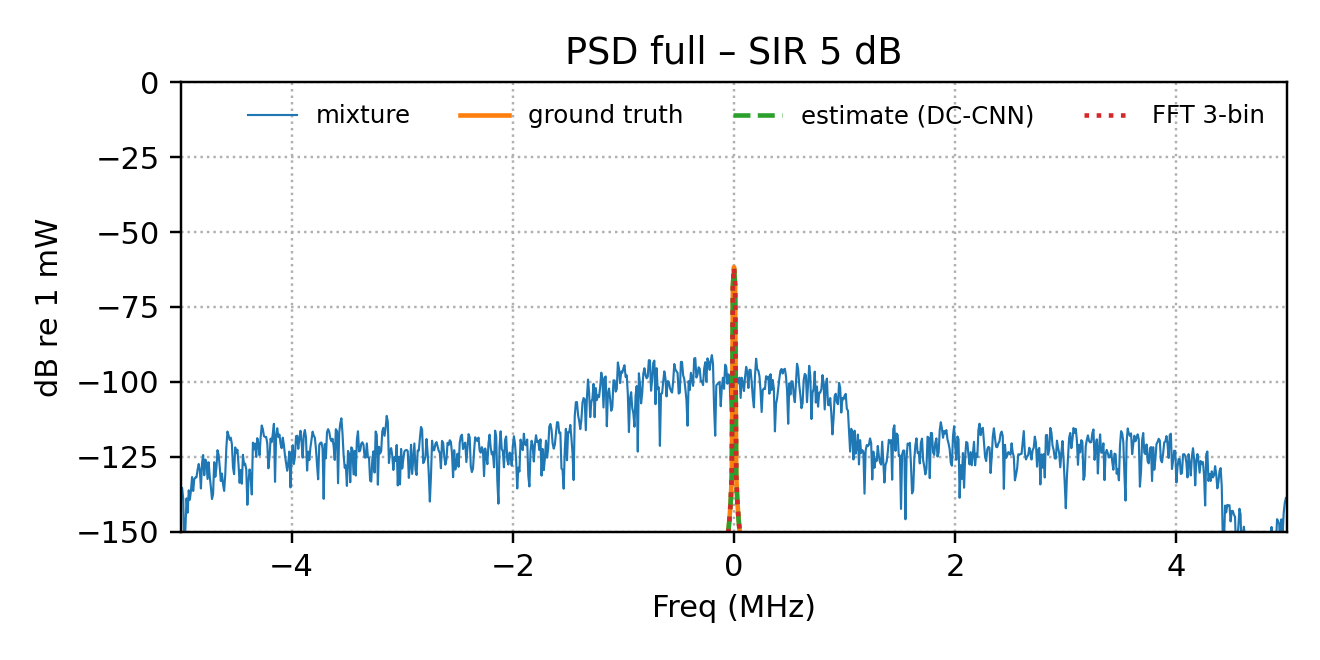 PSD full – SIR 5 dB
mixture ground truth estimate (DC-CNN) FFT 3-bin
0
−25
−50
−75
−100
−125
−150
dB re 1 mW
−4 −2 0 2 4
Freq (MHz)